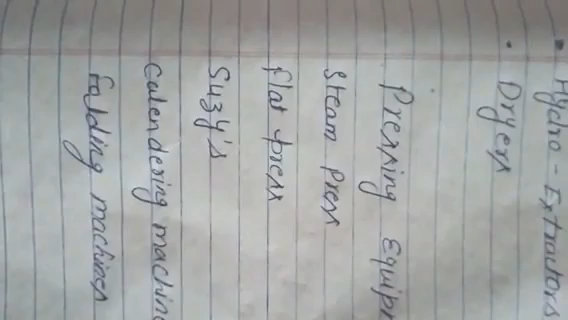 • Hydro - Extractors
• Dryers
Pressing Equip
Steam Press
flat press
Suzy's
Calendering machin
Folding machines